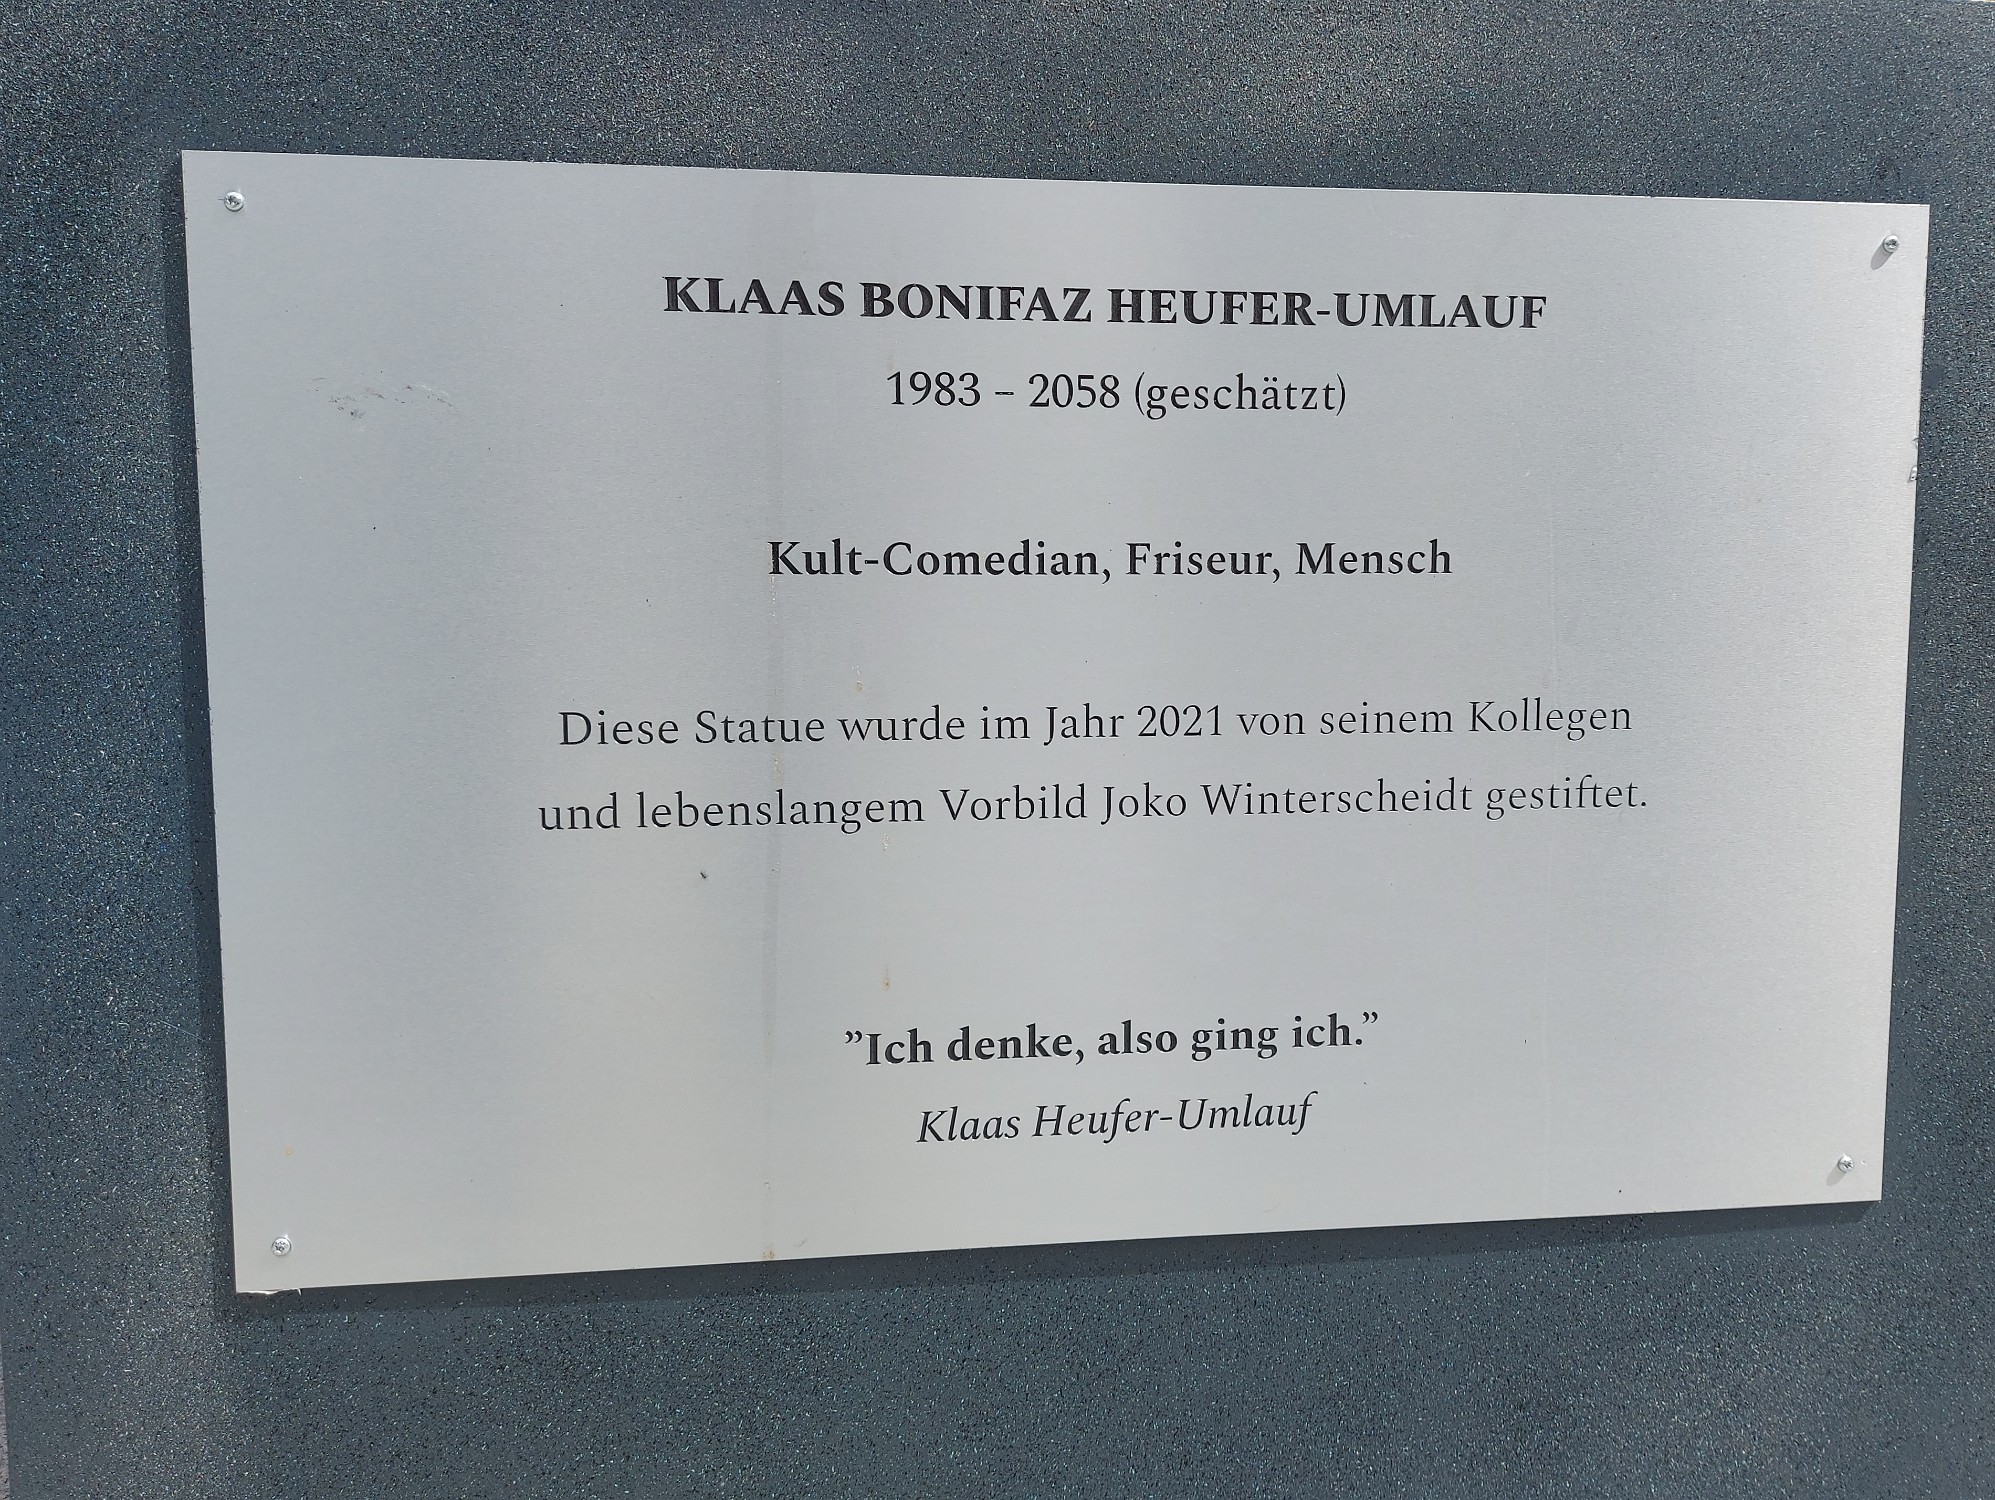 KLAAS BONIFAZ HEUFER-UMLAUF
1983 – 2058 (geschätzt)
Kult-Comedian, Friseur, Mensch
Diese Statue wurde im Jahr 2021 von seinem Kollegen
und lebenslangem Vorbild Joko Winterscheidt gestiftet.
”Ich denke, also ging ich.”
Klaas Heufer-Umlauf